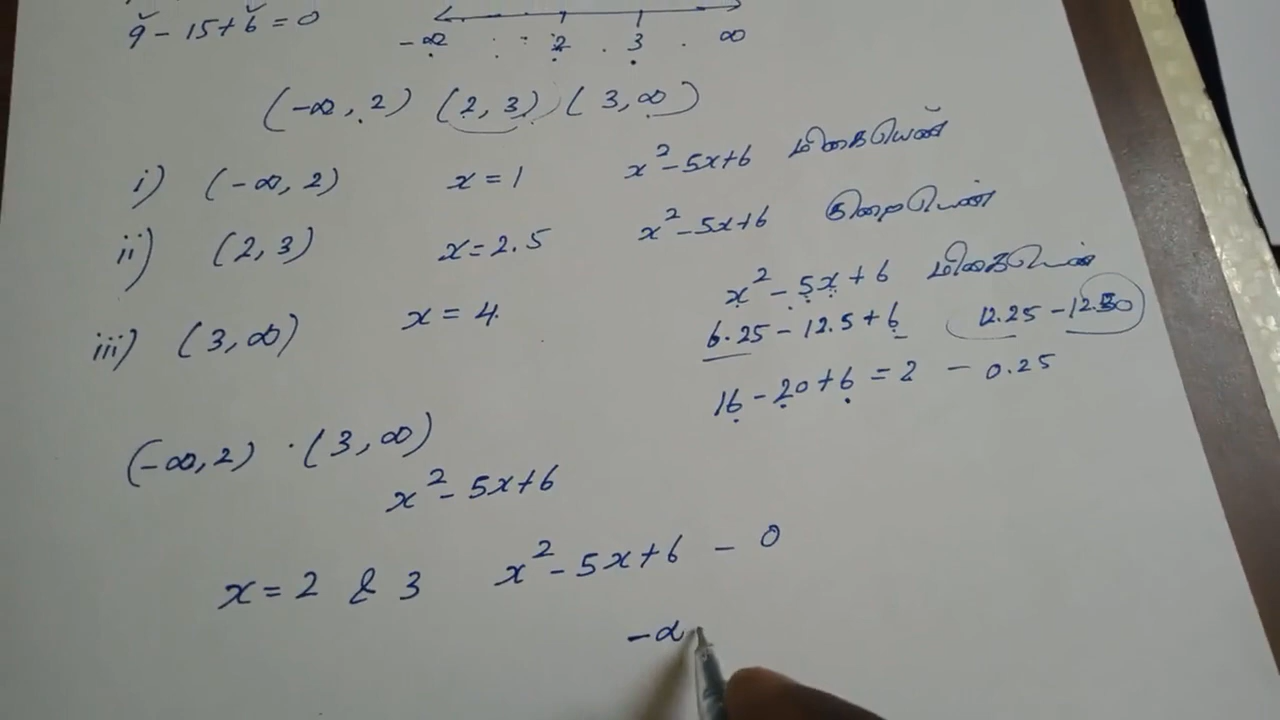 9 - 15 + 6 = 0
-∞ 2 3 ∞
(-∞, 2) (2, 3) (3, ∞)
i) (-∞, 2) x = 1 x² - 5x + 6 மிகையெண்
ii) (2, 3) x = 2.5 x² - 5x + 6 குறையெண்
iii) (3, ∞) x = 4 x² - 5x + 6 மிகையெண்
6.25 - 12.5 + 6 12.25 - 12.50
16 - 20 + 6 = 2 - 0.25
(-∞, 2) . (3, ∞)
x² - 5x + 6
x = 2 & 3 x² - 5x + 6 - 0